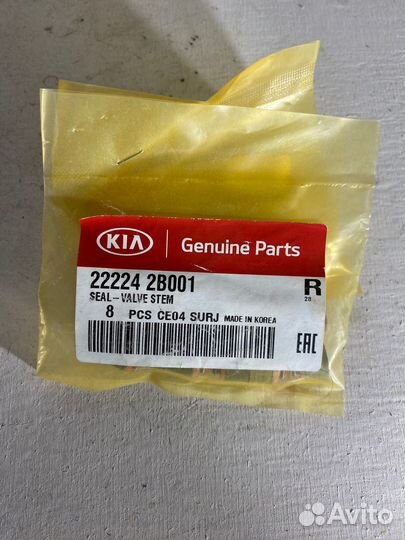 KIA Genuine Parts
22224 2B001
R
SEAL-VALVE STEM
28
8 PCS CE04 SURJ MADE IN KOREA
EAC
Avito